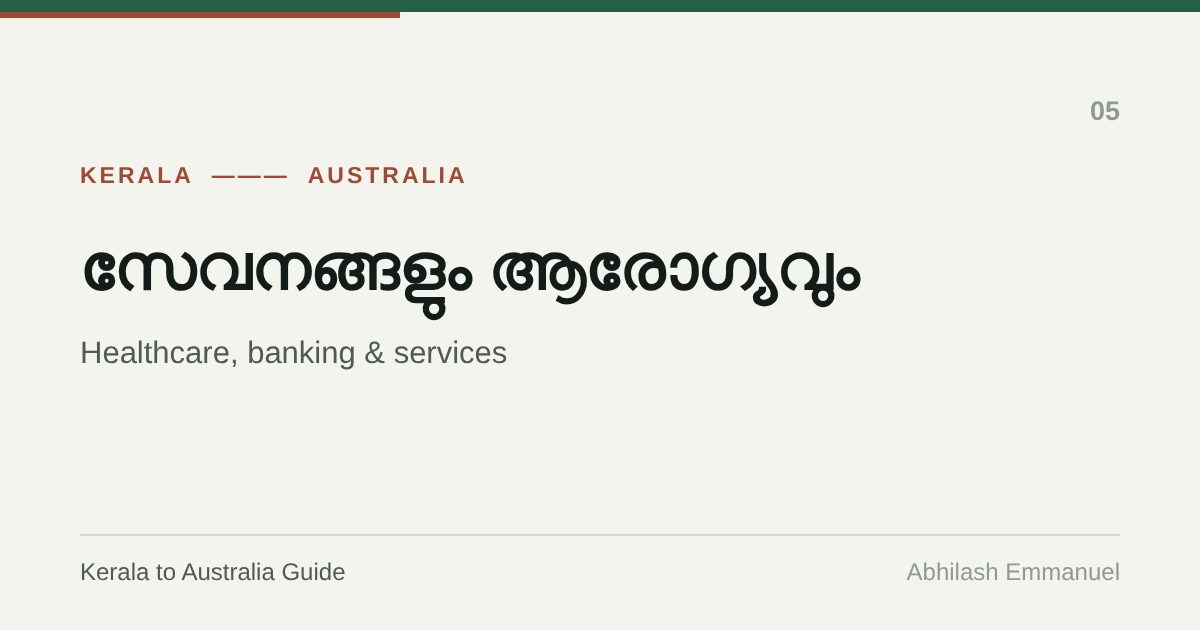 05
KERALA ——— AUSTRALIA
സേവനങ്ങളും ആരോഗ്യവും
Healthcare, banking & services
Kerala to Australia Guide
Abhilash Emmanuel